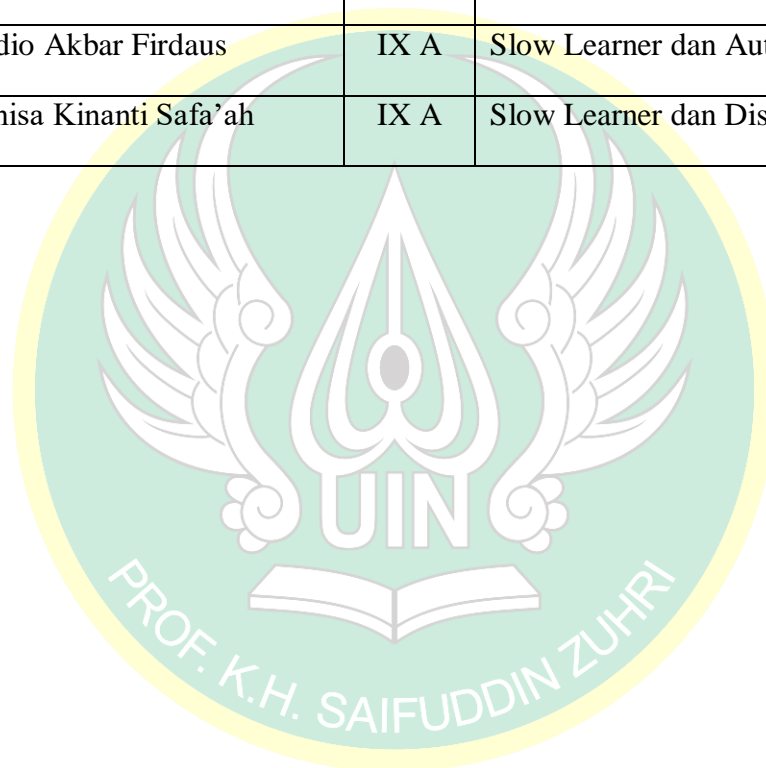 dio Akbar Firdaus IX A Slow Learner dan Aut
nisa Kinanti Safa’ah IX A Slow Learner dan Dis
UIN
PROF. K.H. SAIFUDDIN ZUHRI